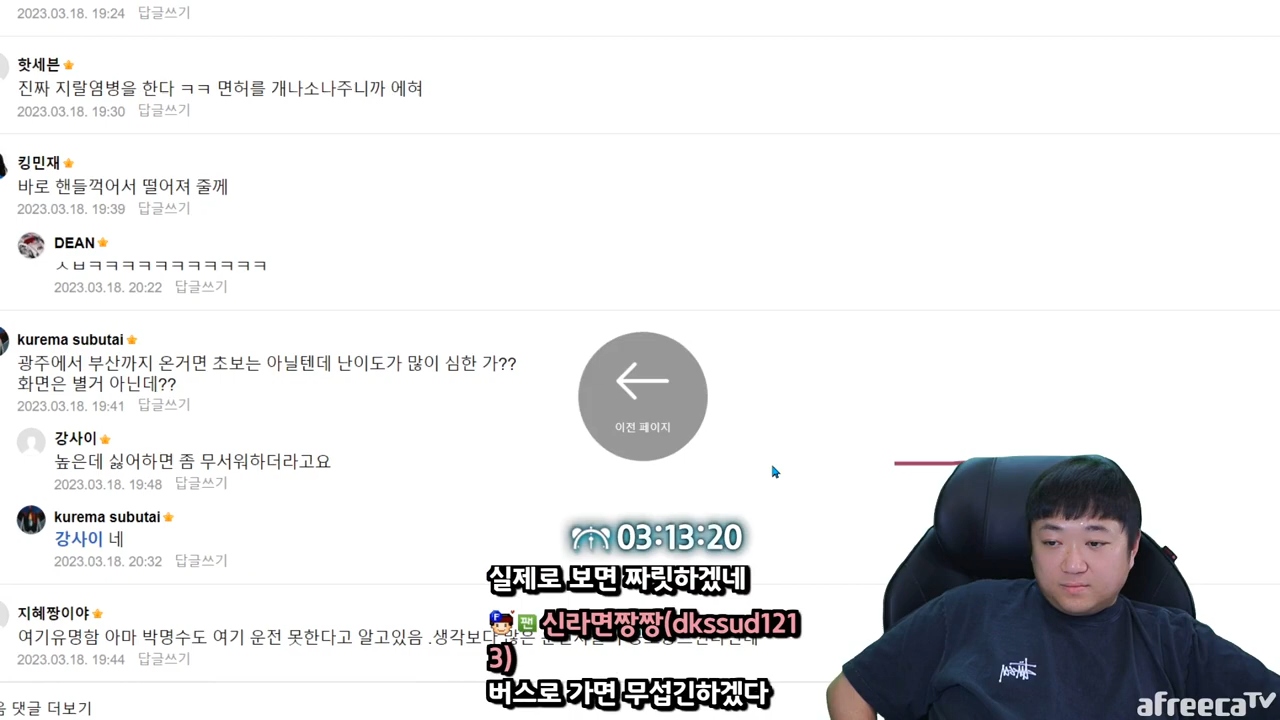 2023.03.18. 19:24 답글쓰기
핫세븐
진짜 지랄염병을 한다 ㅋㅋ 면허를 개나소나주니까 에혀
2023.03.18. 19:30 답글쓰기
킹민재
바로 핸들꺽어서 떨어져 줄께
2023.03.18. 19:39 답글쓰기
DEAN
ㅅㅂㅋㅋㅋㅋㅋㅋㅋㅋㅋㅋㅋ
2023.03.18. 20:22 답글쓰기
kurema subutai
광주에서 부산까지 온거면 초보는 아닐텐데 난이도가 많이 심한 가??
화면은 별거 아닌데??
2023.03.18. 19:41 답글쓰기
이전 페이지
강사이
높은데 싫어하면 좀 무서워하더라고요
2023.03.18. 19:48 답글쓰기
kurema subutai
강사이 네
2023.03.18. 20:32 답글쓰기
03:13:20
실제로 보면 짜릿하겠네
지혜짱이야
F 팬 신라면짱짱(dkssud121
3)
여기유명함 아마 박명수도 여기 운전 못한다고 알고있음 .생각보다
2023.03.18. 19:44 답글쓰기
버스로 가면 무섭긴하겠다
댓글 더보기
afreecaTV